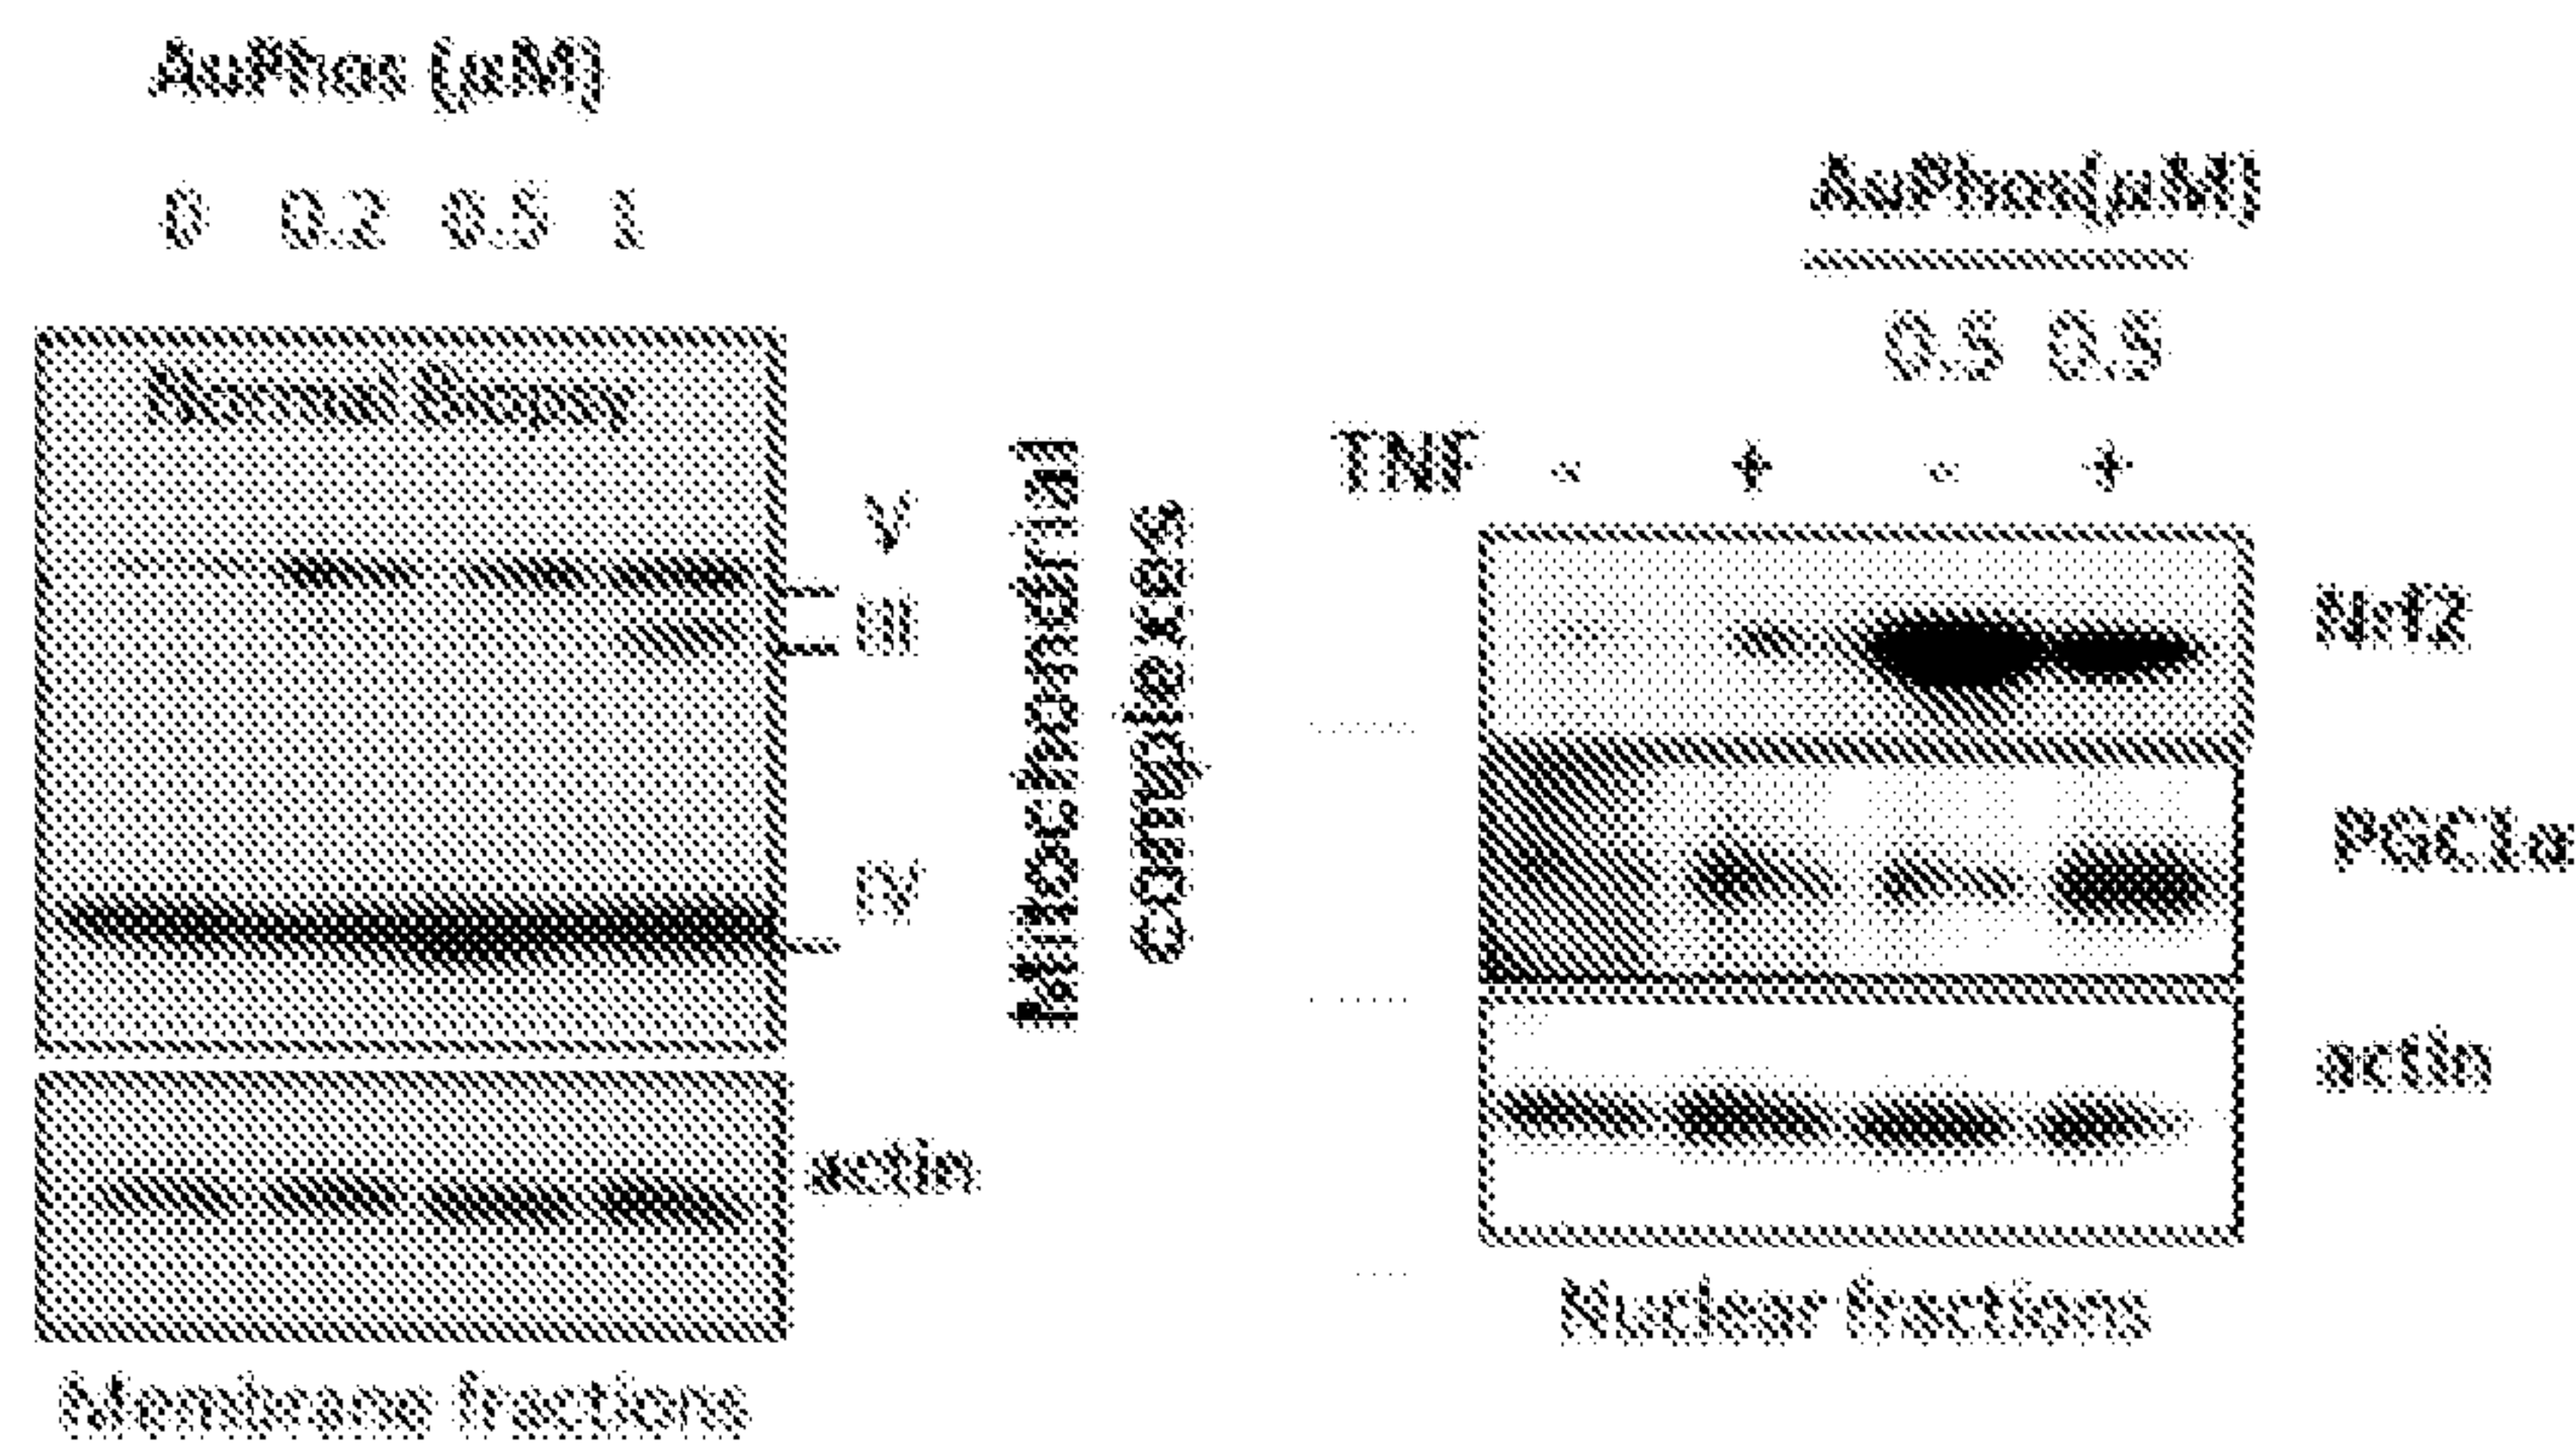 AuPhos (µM)
0 0.2 0.5 1
Normal Biopsy
V
III
IV
Mitochondrial
complexes
actin
Membrane fractions
AuPhos(µM)
0.5 0.5
TNF - + - +
Nrf2
PGC1α
actin
Nuclear fractions